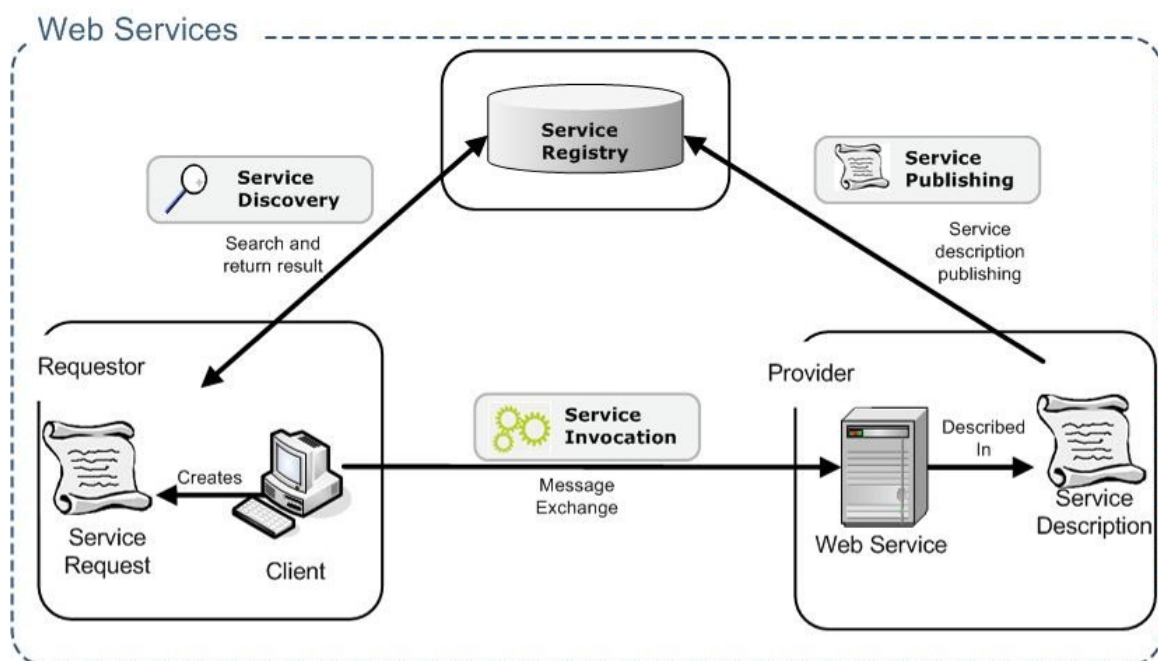 Web Services
Service
Registry
Service
Discovery
Search and
return result
Service
Publishing
Service
description
publishing
Requestor
Creates
Service
Request
Client
Service
Invocation
Message
Exchange
Provider
Described
In
Web Service
Service
Description